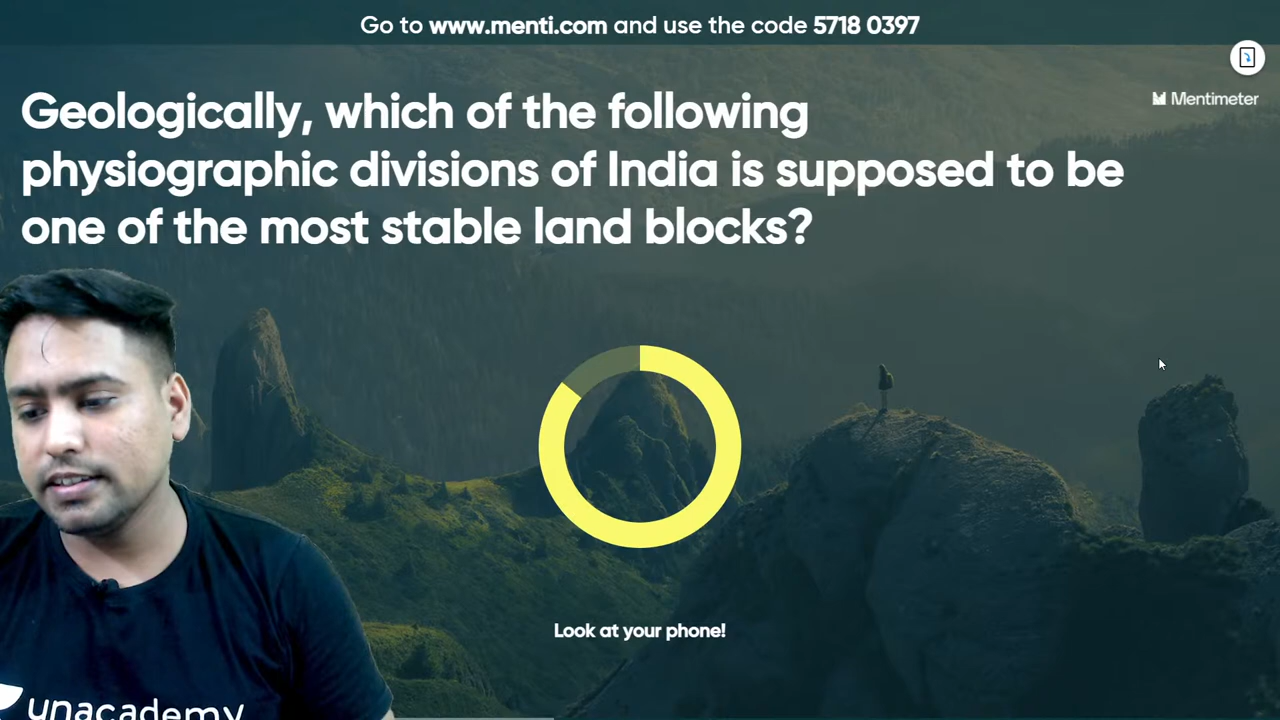 Go to www.menti.com and use the code 5718 0397
Mentimeter
Geologically, which of the following
physiographic divisions of India is supposed to be
one of the most stable land blocks?
Look at your phone!
unacademy